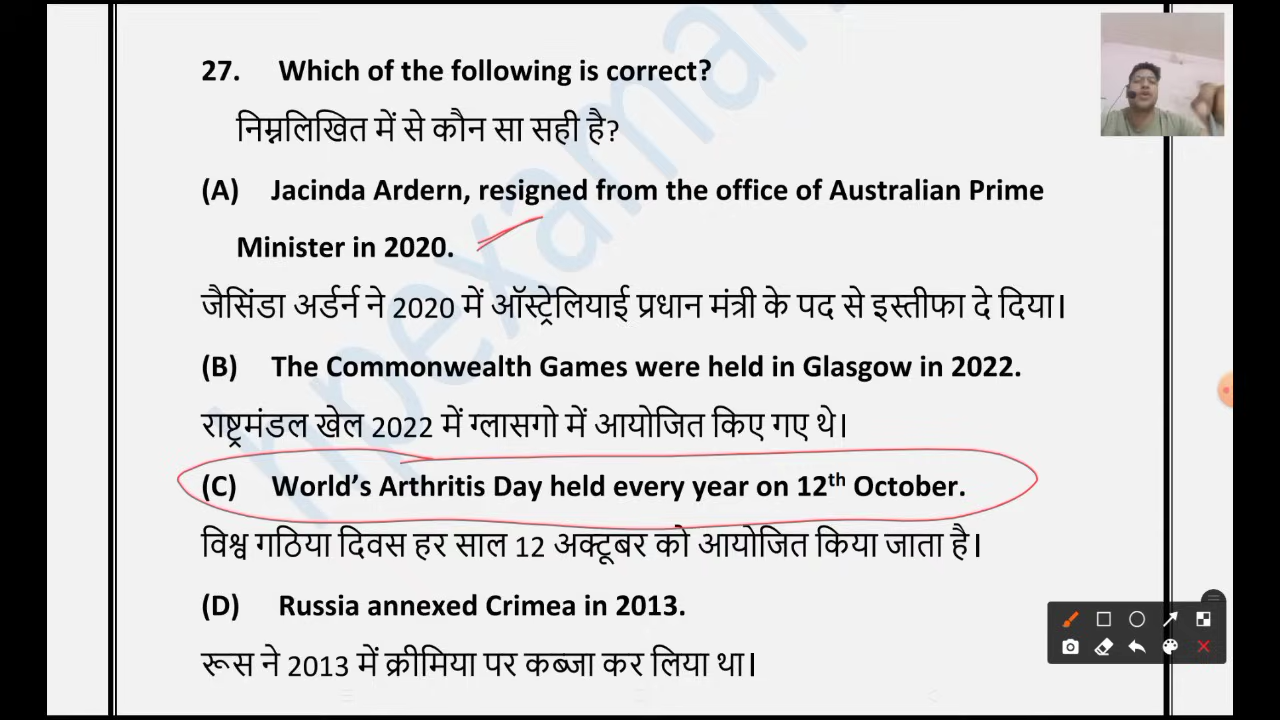 27. Which of the following is correct?
निम्नलिखित में से कौन सा सही है?
(A) Jacinda Ardern, resigned from the office of Australian Prime
Minister in 2020.
जैसिंडा अर्डर्न ने 2020 में ऑस्ट्रेलियाई प्रधान मंत्री के पद से इस्तीफा दे दिया।
(B) The Commonwealth Games were held in Glasgow in 2022.
राष्ट्रमंडल खेल 2022 में ग्लासगो में आयोजित किए गए थे।
(C) World's Arthritis Day held every year on 12th October.
विश्व गठिया दिवस हर साल 12 अक्टूबर को आयोजित किया जाता है।
(D) Russia annexed Crimea in 2013.
रूस ने 2013 में क्रीमिया पर कब्जा कर लिया था।